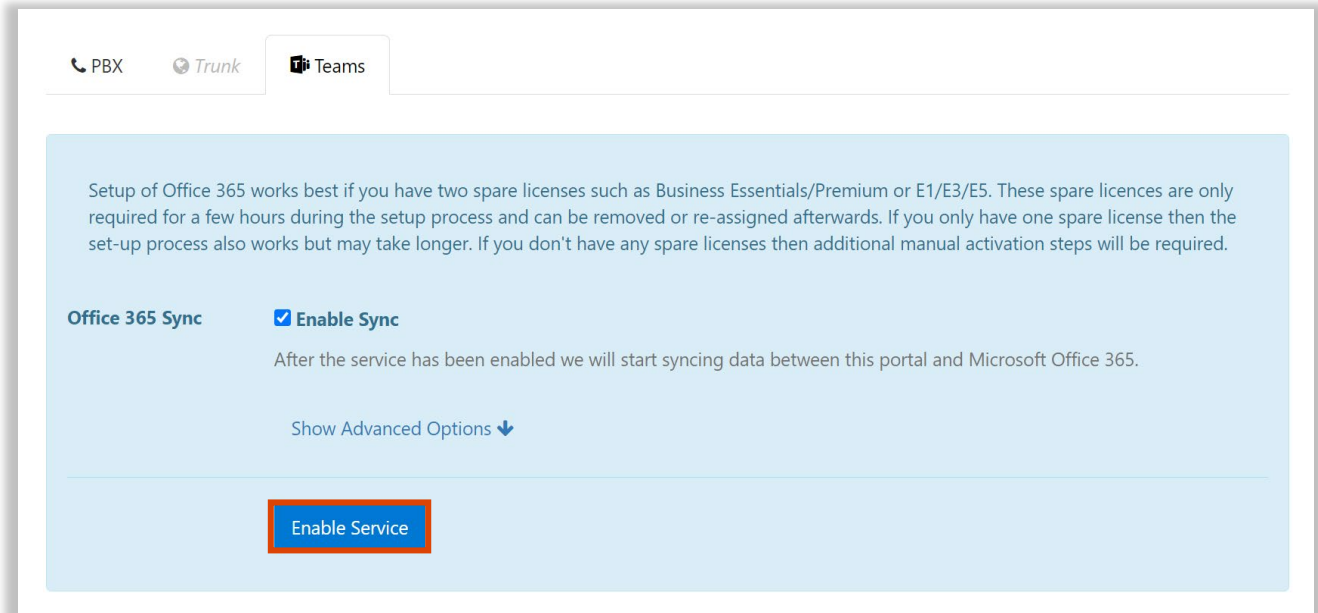 PBX
Trunk
Teams
Setup of Office 365 works best if you have two spare licenses such as Business Essentials/Premium or E1/E3/E5. These spare licences are only
required for a few hours during the setup process and can be removed or re-assigned afterwards. If you only have one spare license then the
set-up process also works but may take longer. If you don't have any spare licenses then additional manual activation steps will be required.
Office 365 Sync
Enable Sync
After the service has been enabled we will start syncing data between this portal and Microsoft Office 365.
Show Advanced Options
Enable Service